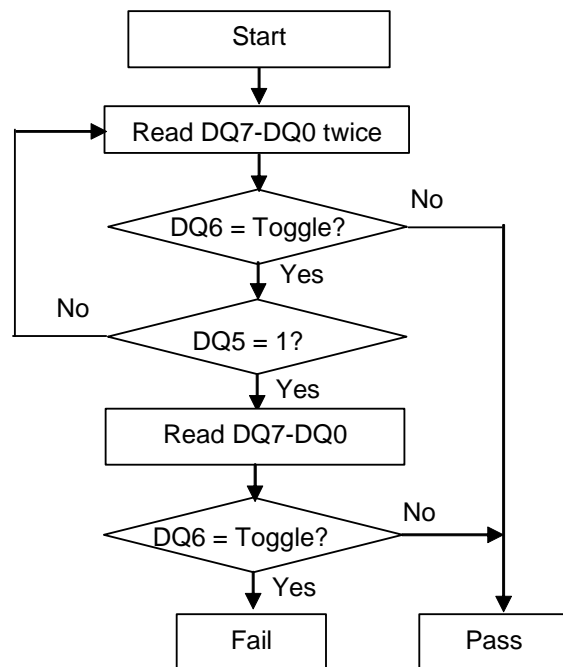 Start
Read DQ7-DQ0 twice
No
DQ6 = Toggle?
Yes
No
DQ5 = 1?
Yes
Read DQ7-DQ0
No
DQ6 = Toggle?
Yes
Fail
Pass